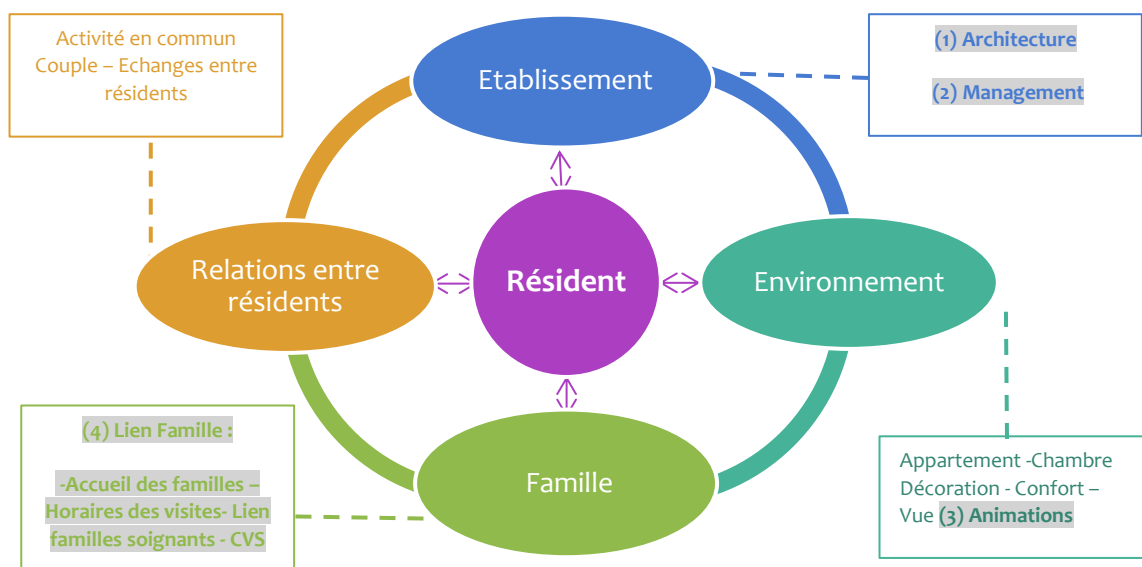 Activité en commun
Couple – Echanges entre
résidents
Etablissement
(1) Architecture
(2) Management
Relations entre
résidents
Résident
Environnement
(4) Lien Famille :
-Accueil des familles –
Horaires des visites- Lien
familles soignants - CVS
Famille
Appartement -Chambre
Décoration - Confort –
Vue (3) Animations